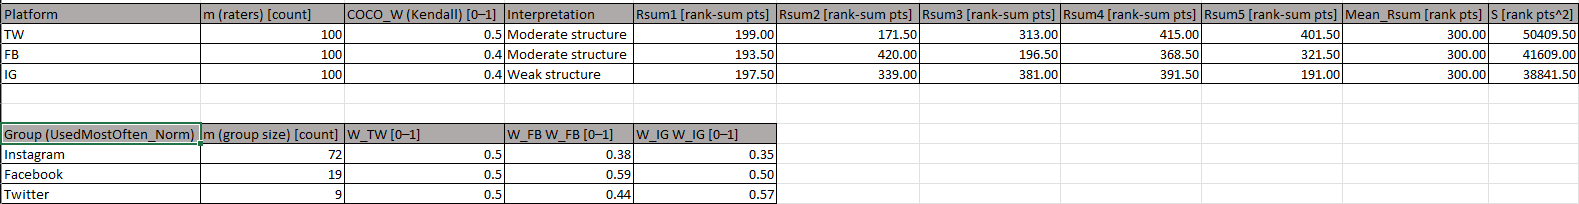 Platform m (raters) [count] COCO_W (Kendall) [0–1] Interpretation Rsum1 [rank-sum pts] Rsum2 [rank-sum pts] Rsum3 [rank-sum pts] Rsum4 [rank-sum pts] Rsum5 [rank-sum pts] Mean_Rsum [rank pts] S [rank pts^2]
TW 100 0.5 Moderate structure 199.00 171.50 313.00 415.00 401.50 300.00 50409.50
FB 100 0.4 Moderate structure 193.50 420.00 196.50 368.50 321.50 300.00 41609.00
IG 100 0.4 Weak structure 197.50 339.00 381.00 391.50 191.00 300.00 38841.50
Group (UsedMostOften_Norm) m (group size) [count] W_TW [0–1] W_FB W_FB [0–1] W_IG W_IG [0–1]
Instagram 72 0.5 0.38 0.35
Facebook 19 0.5 0.59 0.50
Twitter 9 0.5 0.44 0.57